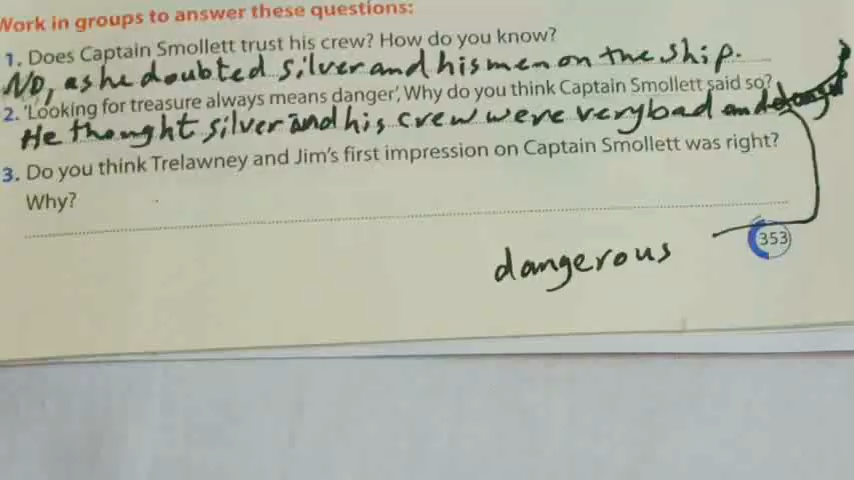 Work in groups to answer these questions:
1. Does Captain Smollett trust his crew? How do you know?
No, as he doubted silver and his men on the ship.
2. 'Looking for treasure always means danger', Why do you think Captain Smollett said so?
He thought silver and his crew were very bad and
3. Do you think Trelawney and Jim's first impression on Captain Smollett was right?
Why?
353
dangerous